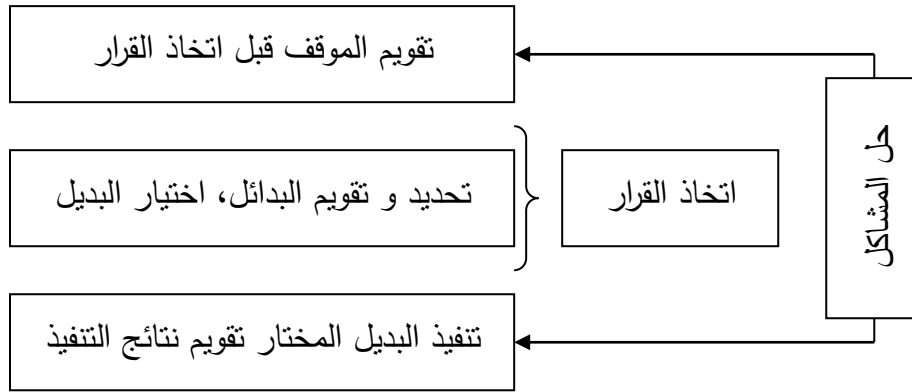 تقويم الموقف قبل اتخاذ القرار
حل المشاكل
اتخاذ القرار
تحديد و تقويم البدائل، اختيار البديل
تنفيذ البديل المختار تقويم نتائج التنفيذ